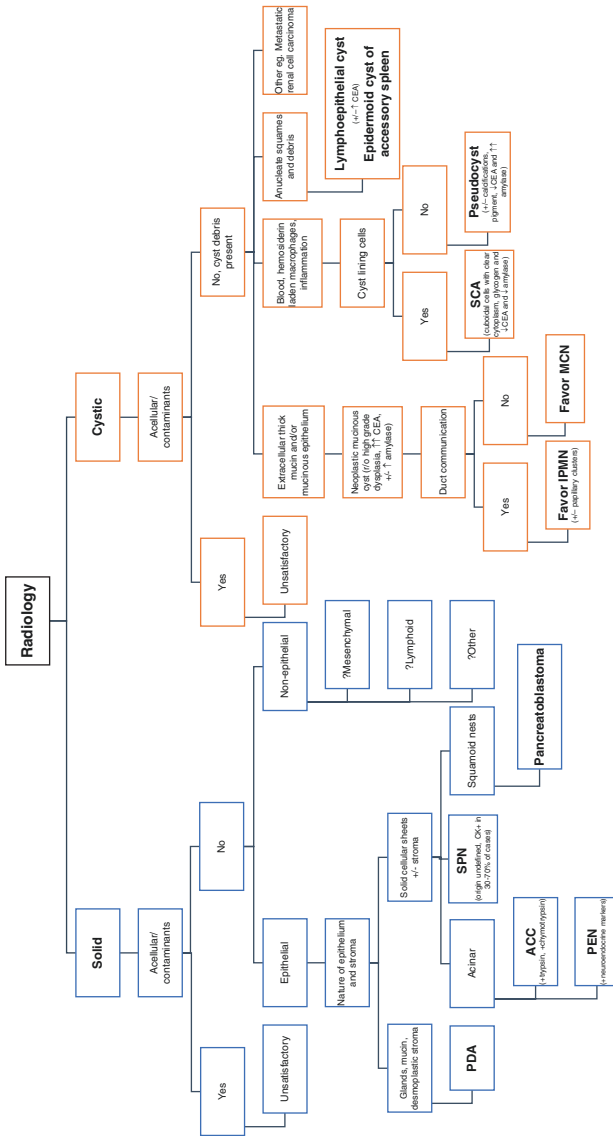 Radiology
Solid
Acellular/
contaminants
Yes
Unsatisfactory
No
Epithelial
Nature of epithelium
and stroma
Glands, mucin,
desmoplastic stroma
PDA
Solid cellular sheets
+/- stroma
Acinar
ACC
(+trypsin, +chymotrypsin)
PEN
(+neuroendocrine markers)
SPN
(origin undefined, CK+ in
30-70% of cases)
Squamoid nests
Pancreatoblastoma
Non-epithelial
?Mesenchymal
?Lymphoid
?Other
Cystic
Acellular/
contaminants
Yes
Unsatisfactory
No, cyst debris
present
Extracellular thick
mucin and/or
mucinous epithelium
Neoplastic mucinous
cyst (r/o high grade
dysplasia, ↑↑ CEA,
+/- ↑ amylase)
Duct communication
Yes
Favor IPMN
(+/– papillary clusters)
No
Favor MCN
Blood, hemosiderin
laden macrophages,
inflammation
Cyst lining cells
Yes
SCA
(cuboidal cells with clear
cytoplasm, glycogen and
↓CEA and ↓ amylase)
No
Pseudocyst
(+/– calcifications,
pigment, ↓CEA and ↑↑
amylase)
Anucleate squames
and debris
Lymphoepithelial cyst
(+/–↑ CEA)
Epidermoid cyst of
accessory spleen
Other eg. Metastatic
renal cell carcinoma